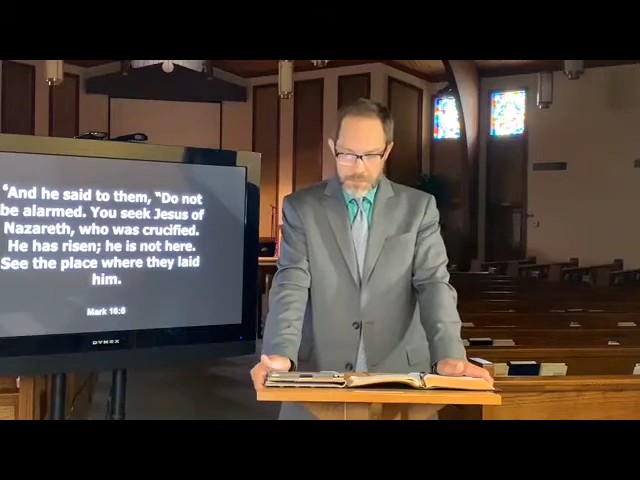 ‘And he said to them, “Do not
be alarmed. You seek Jesus of
Nazareth, who was crucified.
He has risen; he is not here.
See the place where they laid
him.
Mark 16:6
DYNEX